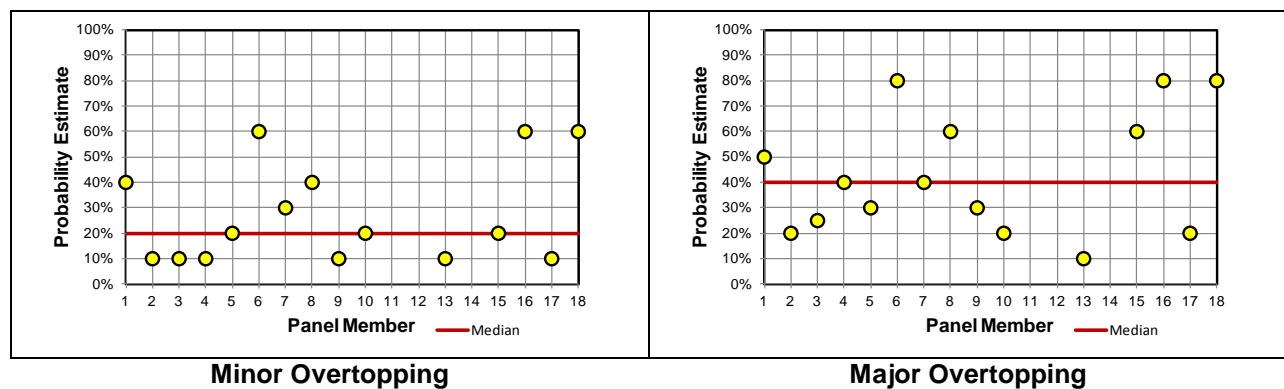 100%
90%
80%
70%
60%
50%
40%
30%
20%
10%
0%
Probability Estimate
1 2 3 4 5 6 7 8 9 10 11 12 13 14 15 16 17 18
Panel Member
Median
Minor Overtopping
100%
90%
80%
70%
60%
50%
40%
30%
20%
10%
0%
Probability Estimate
1 2 3 4 5 6 7 8 9 10 11 12 13 14 15 16 17 18
Panel Member
Median
Major Overtopping